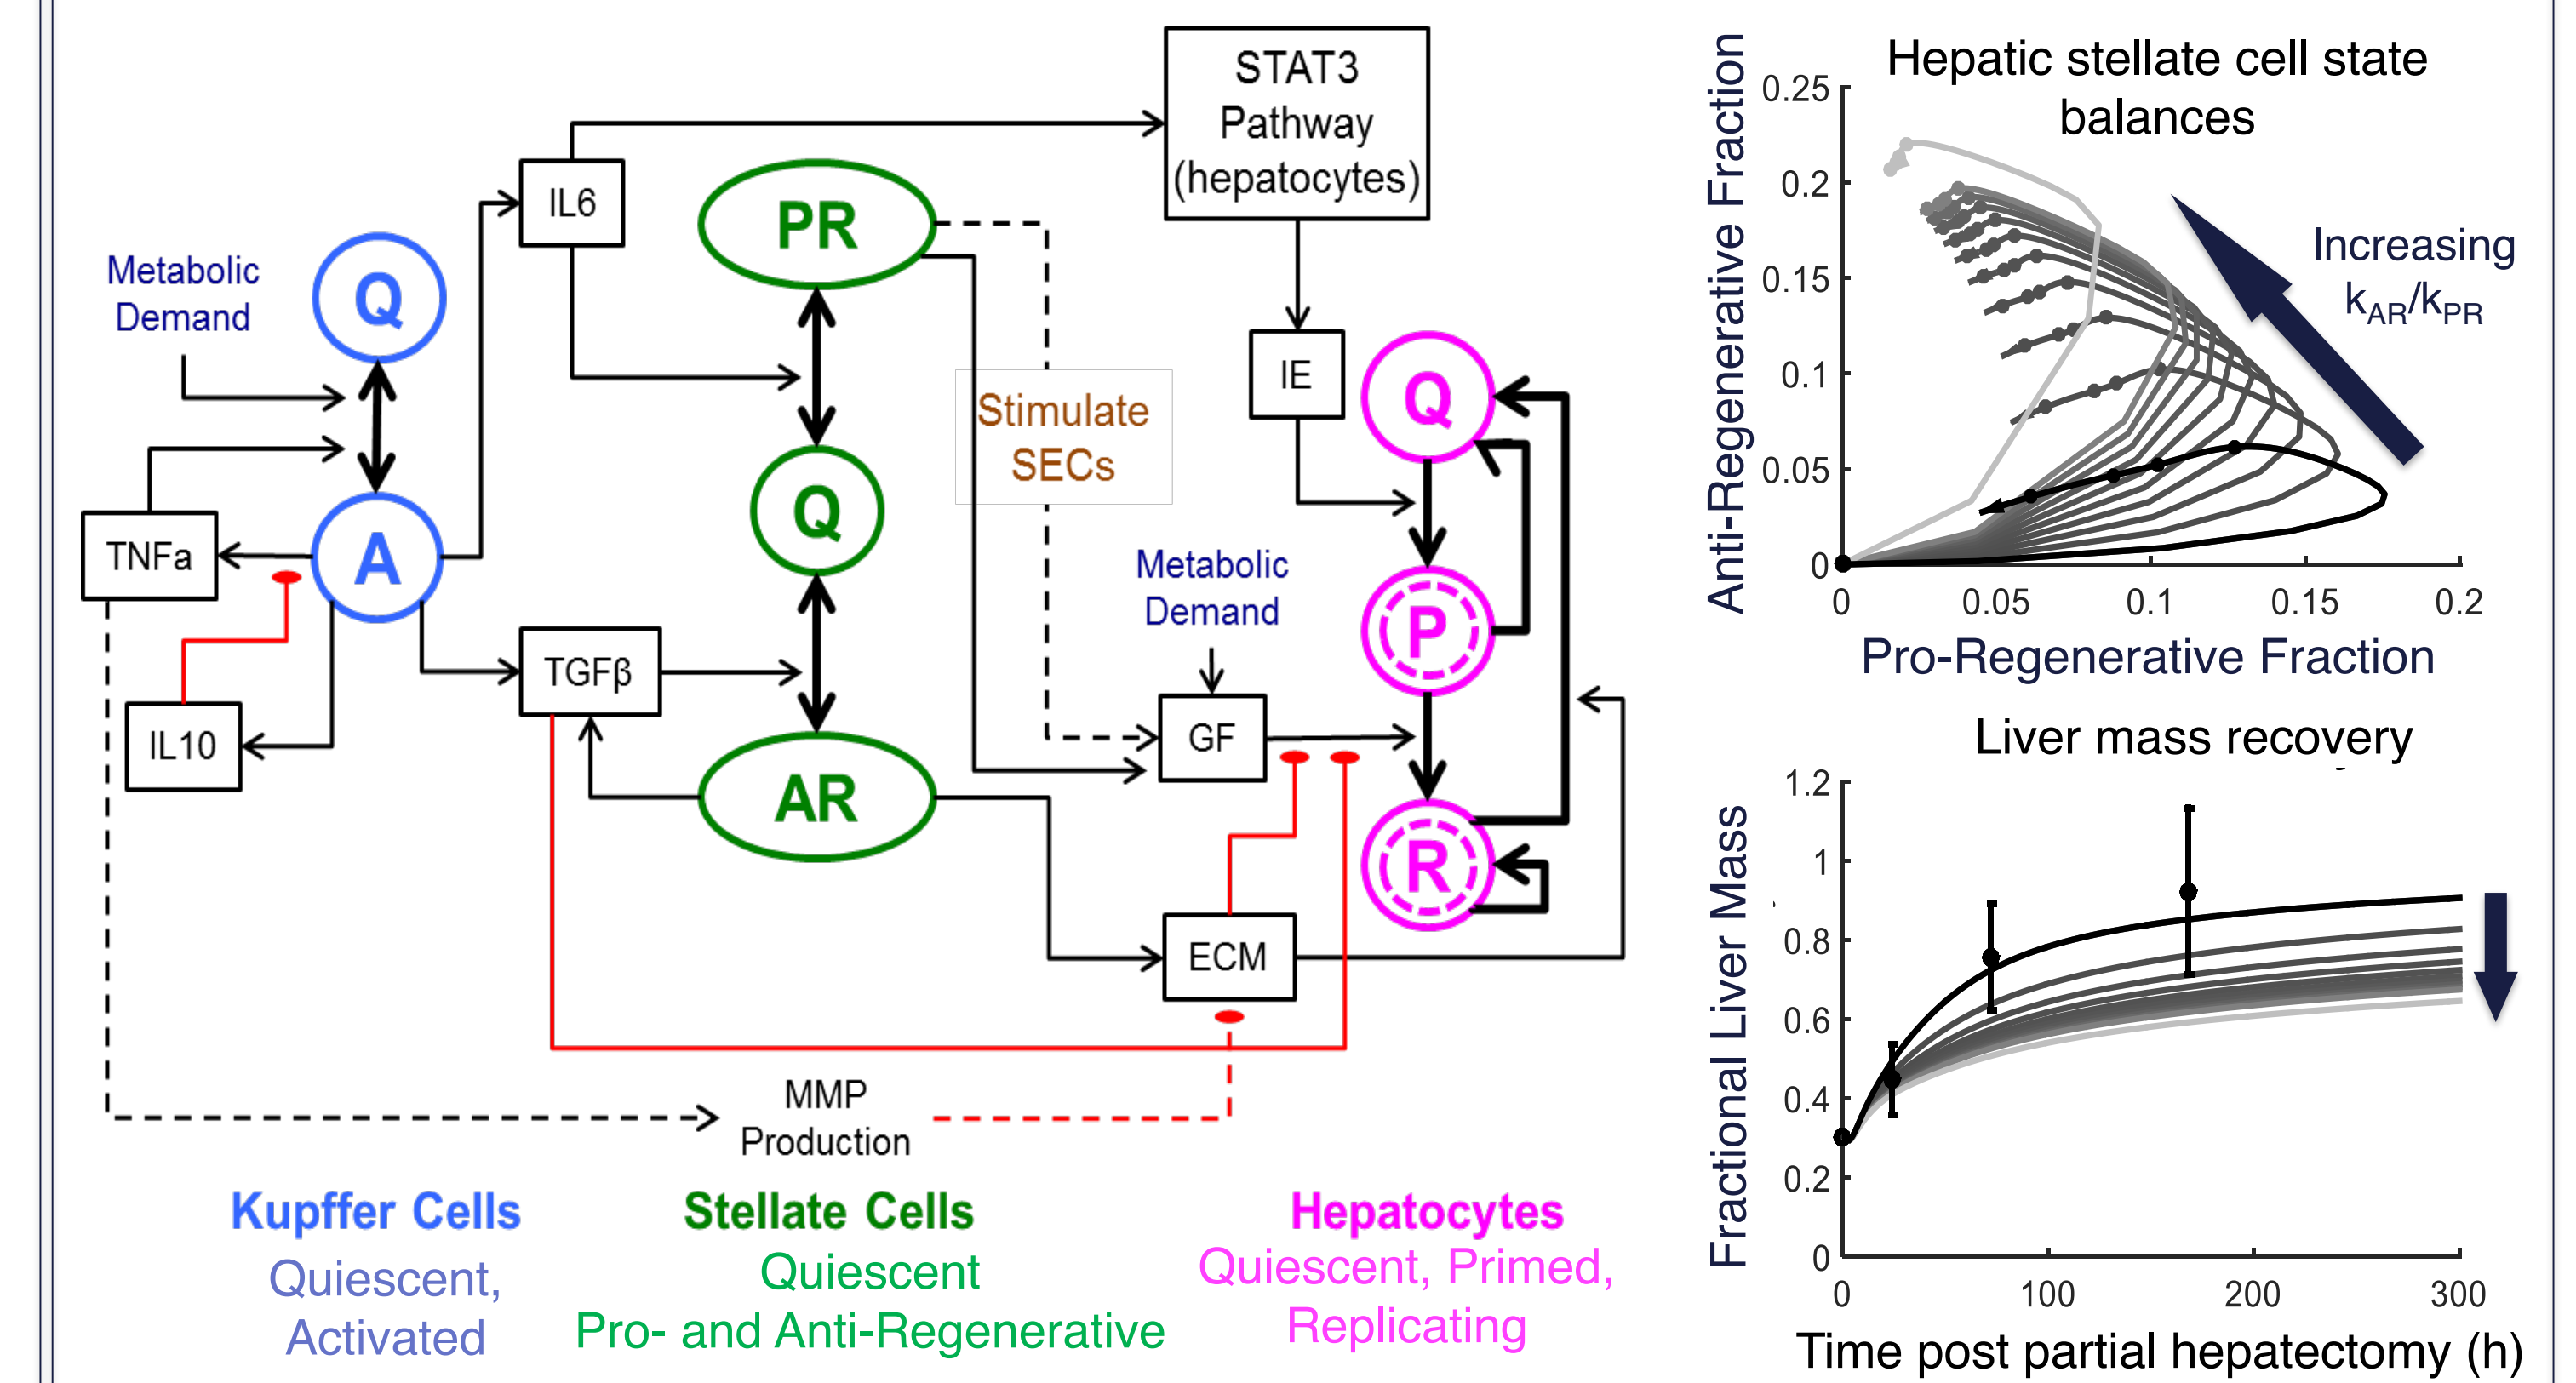 Metabolic
Demand
Q
A
TNFa
IL10
IL6
TGFβ
PR
Q
AR
Stimulate
SECs
STAT3
Pathway
(hepatocytes)
IE
Metabolic
Demand
GF
ECM
MMP
Production
Q
P
R
Kupffer Cells
Quiescent,
Activated
Stellate Cells
Quiescent
Pro- and Anti-Regenerative
Hepatocytes
Quiescent, Primed,
Replicating
Hepatic stellate cell state
balances
Anti-Regenerative Fraction
0.25
0.2
0.15
0.1
0.05
0
0 0.05 0.1 0.15 0.2
Pro-Regenerative Fraction
Increasing
kAR/kPR
Liver mass recovery
Fractional Liver Mass
1.2
1
0.8
0.6
0.4
0.2
0
0 100 200 300
Time post partial hepatectomy (h)